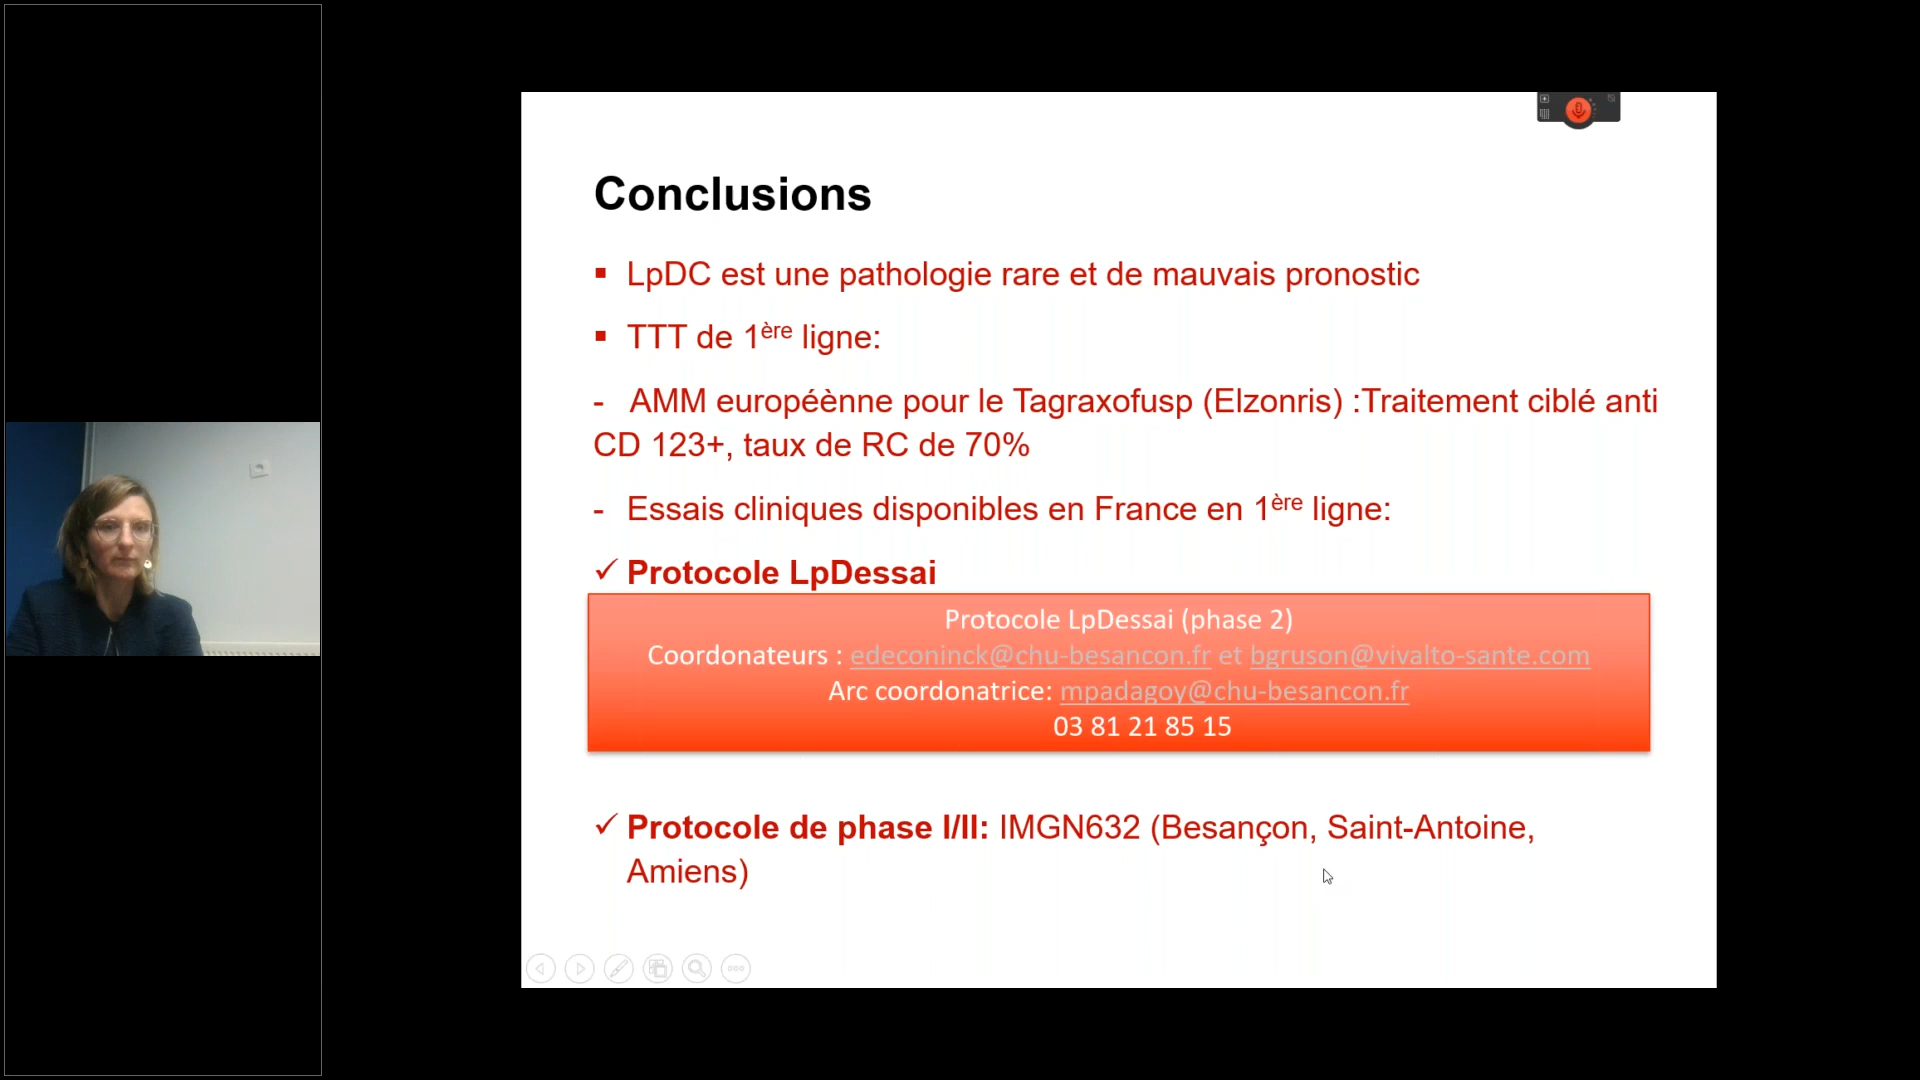 Conclusions
▪ LpDC est une pathologie rare et de mauvais pronostic
▪ TTT de 1ère ligne:
- AMM européènne pour le Tagraxofusp (Elzonris) :Traitement ciblé anti
CD 123+, taux de RC de 70%
- Essais cliniques disponibles en France en 1ère ligne:
✓ Protocole LpDessai
Protocole LpDessai (phase 2)
Coordonateurs : edeconinck@chu-besancon.fr et bgruson@vivalto-sante.com
Arc coordonatrice: mpadagoy@chu-besancon.fr
03 81 21 85 15
✓ Protocole de phase I/II: IMGN632 (Besançon, Saint-Antoine,
Amiens)